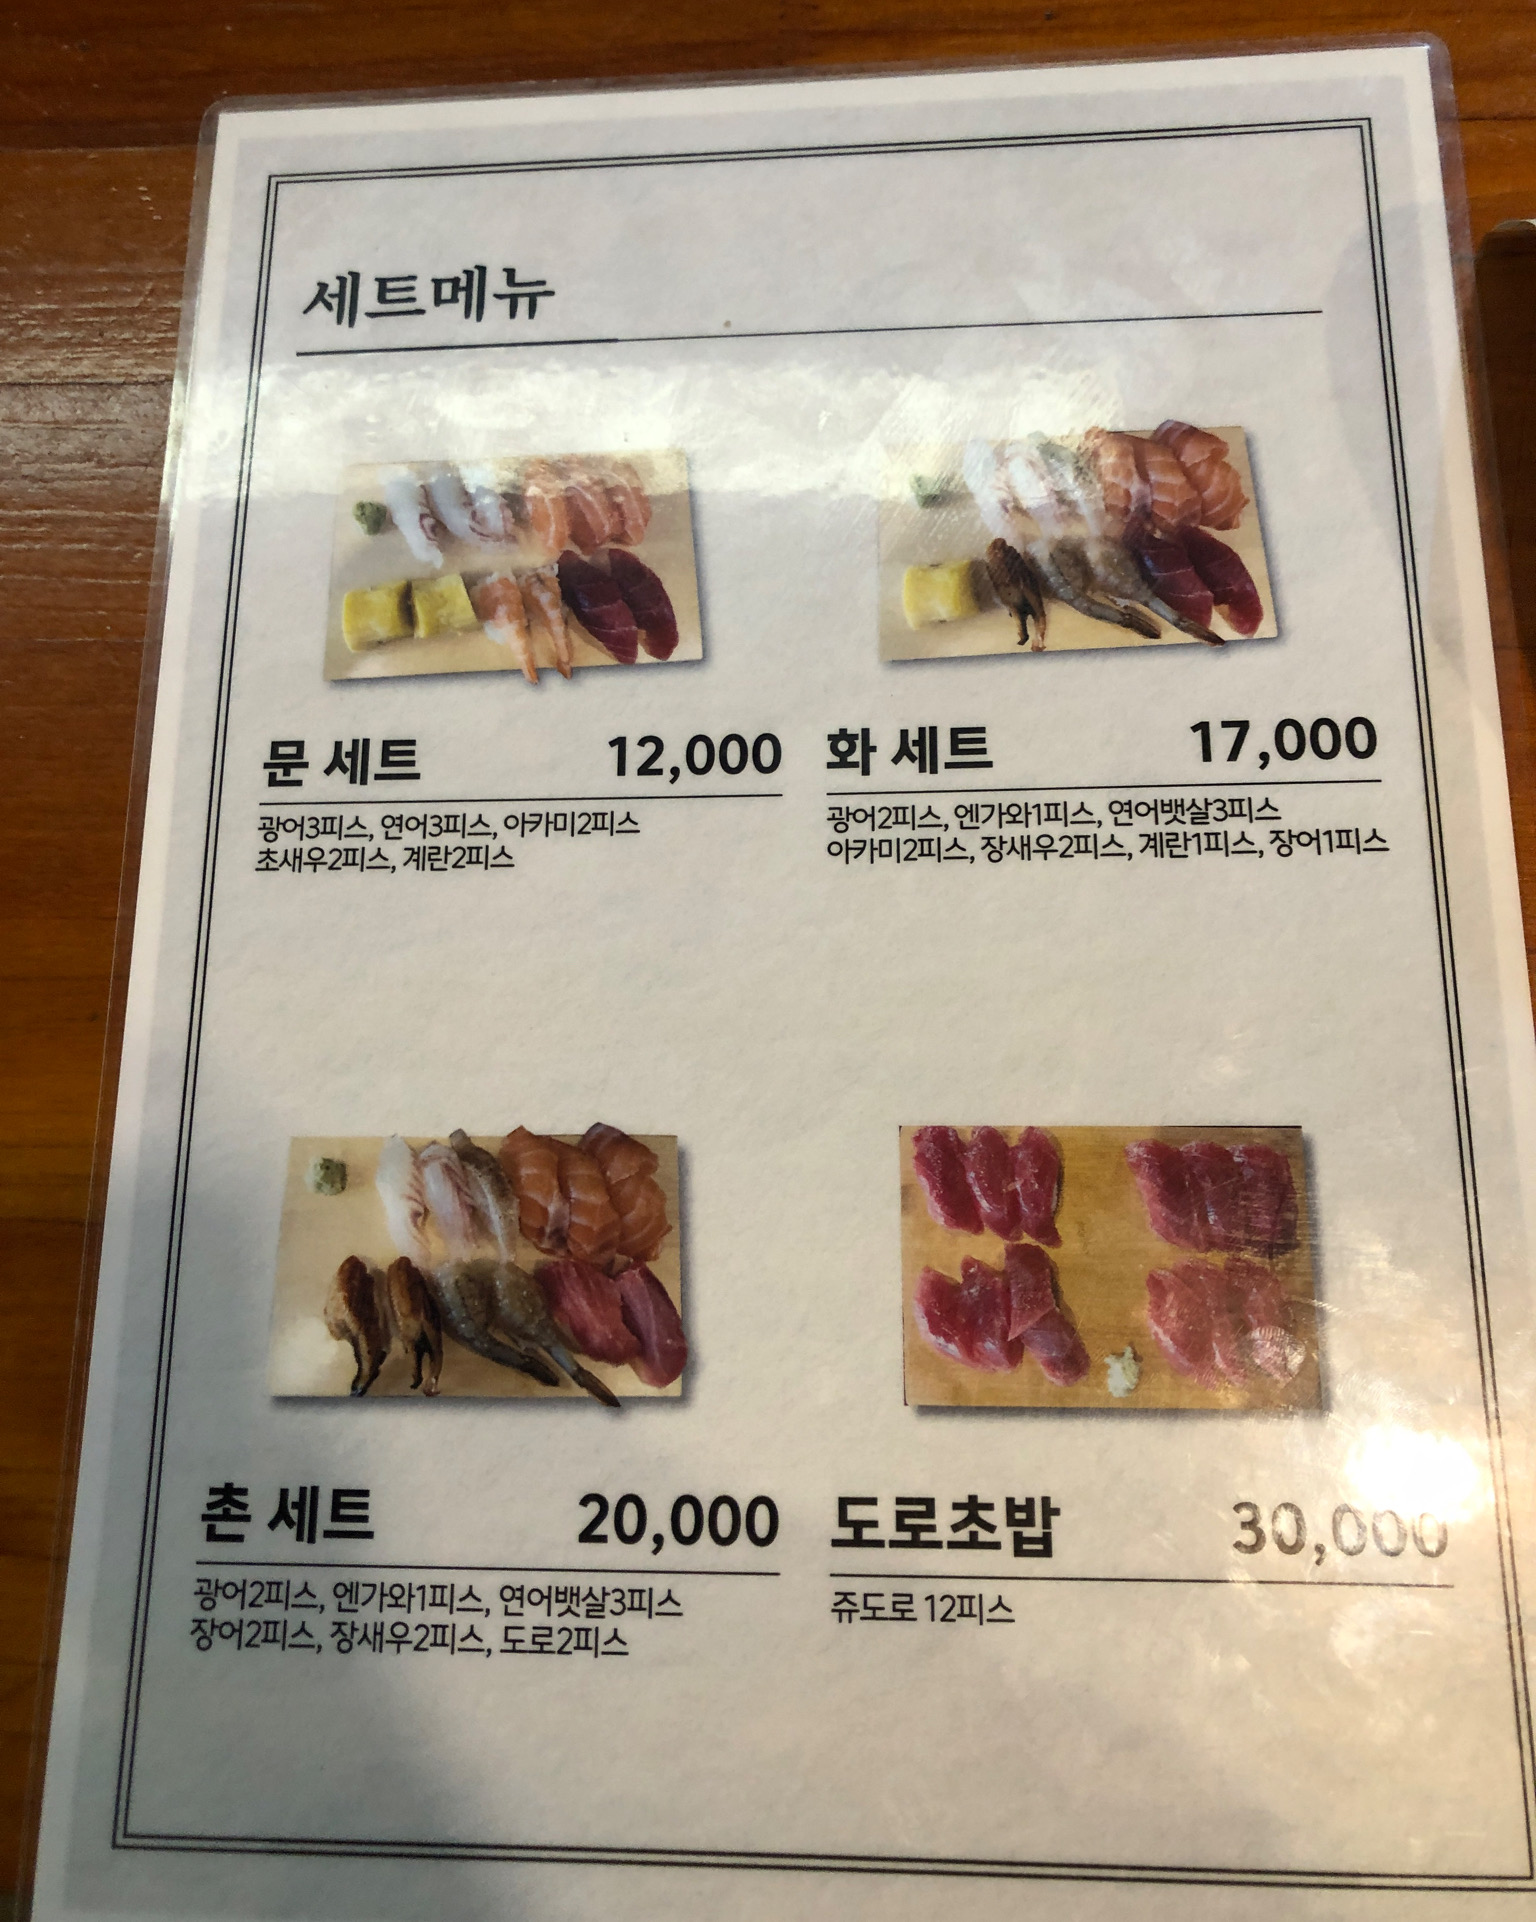 세트메뉴
문 세트 12,000
광어3피스, 연어3피스, 아카미2피스
초새우2피스, 계란2피스
화 세트 17,000
광어2피스, 엔가와1피스, 연어뱃살3피스
아카미2피스, 장새우2피스, 계란1피스, 장어1피스
촌 세트 20,000
광어2피스, 엔가와1피스, 연어뱃살3피스
장어2피스, 장새우2피스, 도로2피스
도로초밥 30,000
쥬도로 12피스